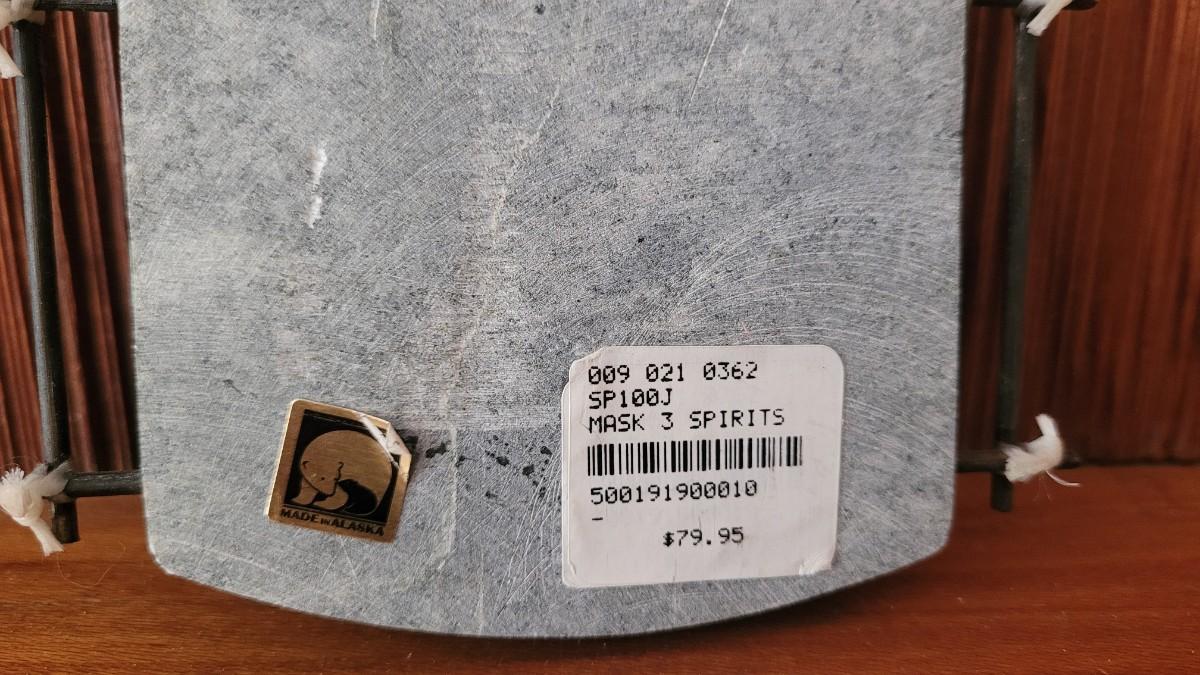 009 021 0362
SP100J
MASK 3 SPIRITS
500191900010
-
$79.95
MADE IN ALASKA